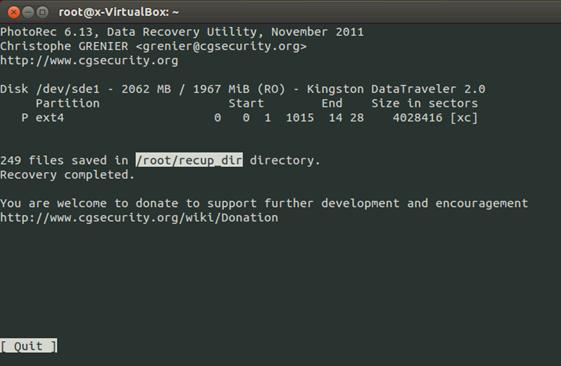 root@x-VirtualBox: ~
PhotoRec 6.13, Data Recovery Utility, November 2011
Christophe GRENIER <grenier@cgsecurity.org>
http://www.cgsecurity.org
Disk /dev/sde1 - 2062 MB / 1967 MiB (RO) - Kingston DataTraveler 2.0
Partition Start End Size in sectors
P ext4 0 0 1 1015 14 28 4028416 [xc]
249 files saved in /root/recup_dir directory.
Recovery completed.
You are welcome to donate to support further development and encouragement
http://www.cgsecurity.org/wiki/Donation
[ Quit ]